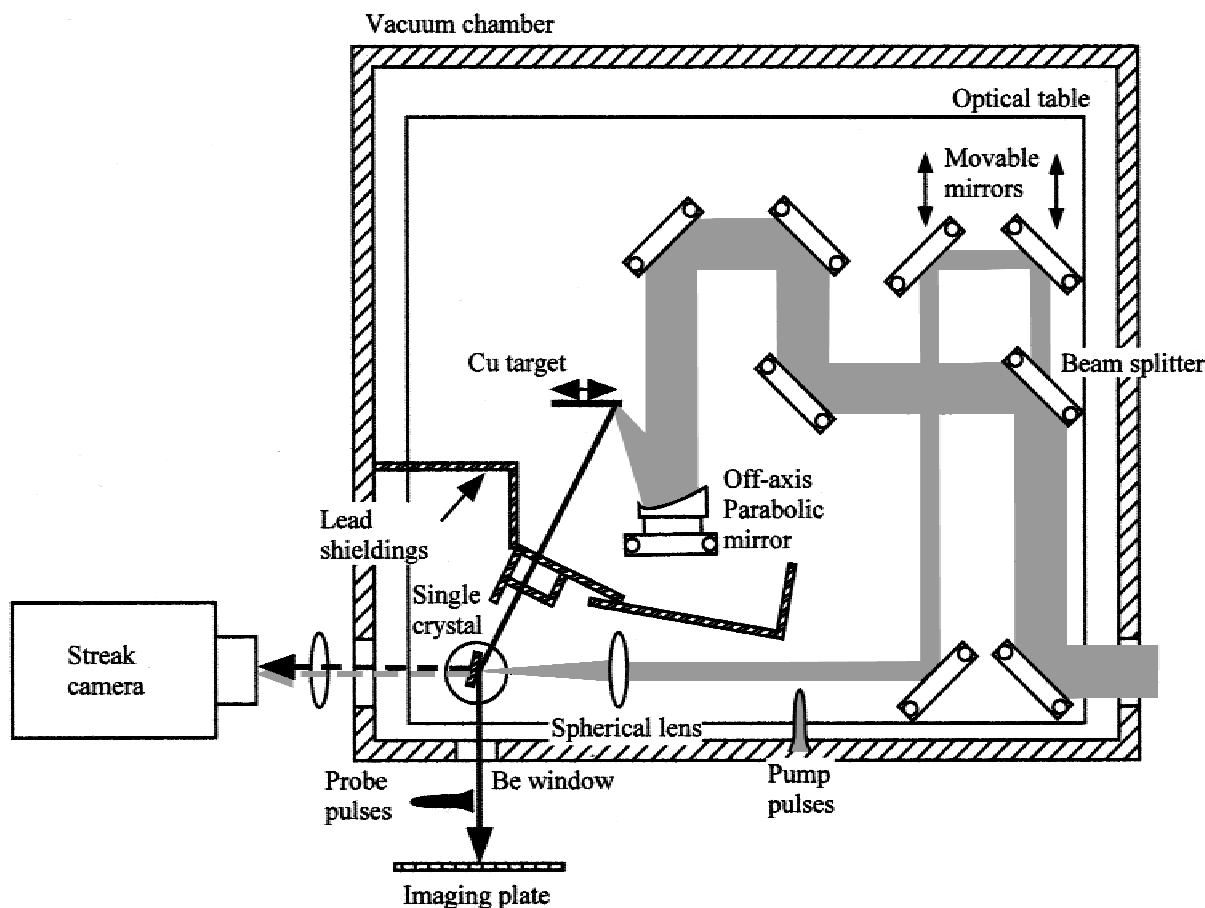 Vacuum chamber
Optical table
Movable
mirrors
Cu target
Beam splitter
Off-axis
Parabolic
mirror
Lead
shieldings
Single
crystal
Streak
camera
Spherical lens
Probe
pulses
Be window
Pump
pulses
Imaging plate